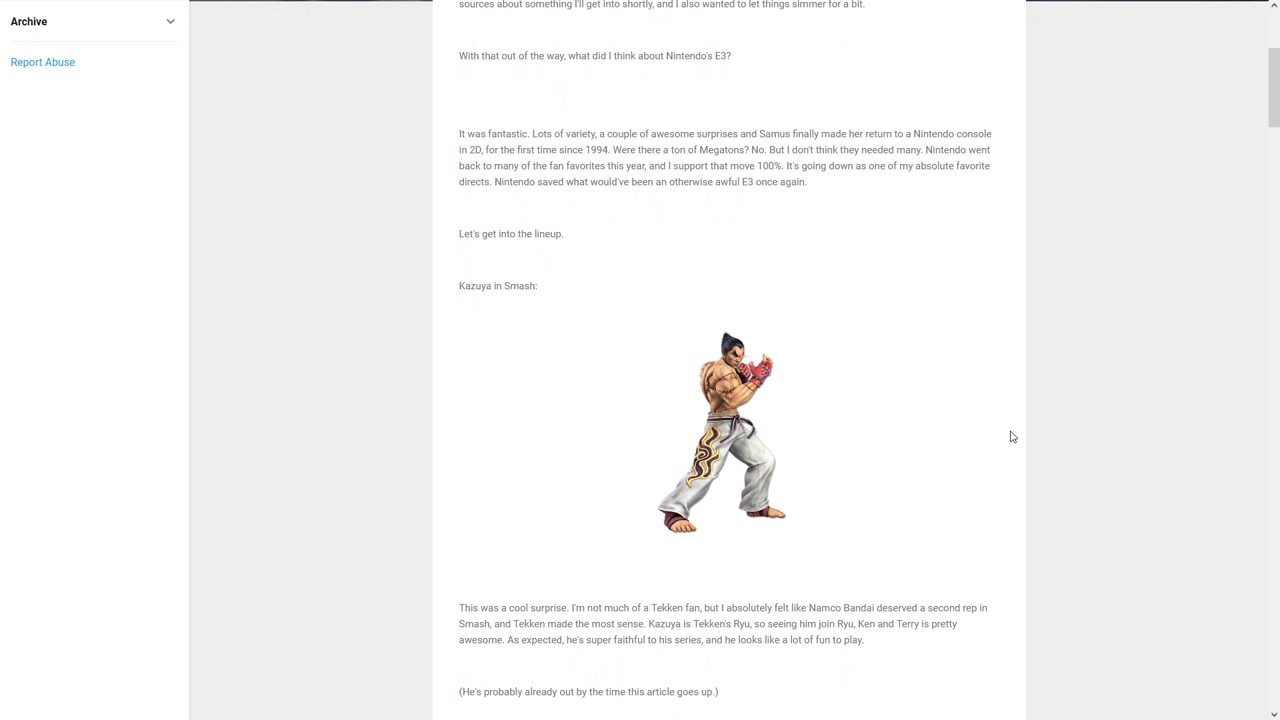 Archive
Report Abuse
sources about something I'll get into shortly, and I also wanted to let things simmer for a bit.
With that out of the way, what did I think about Nintendo's E3?
It was fantastic. Lots of variety, a couple of awesome surprises and Samus finally made her return to a Nintendo console
in 2D, for the first time since 1994. Were there a ton of Megatons? No. But I don't think they needed many. Nintendo went
back to many of the fan favorites this year, and I support that move 100%. It's going down as one of my absolute favorite
directs. Nintendo saved what would've been an otherwise awful E3 once again.
Let's get into the lineup.
Kazuya in Smash:
This was a cool surprise. I'm not much of a Tekken fan, but I absolutely felt like Namco Bandai deserved a second rep in
Smash, and Tekken made the most sense. Kazuya is Tekken's Ryu, so seeing him join Ryu, Ken and Terry is pretty
awesome. As expected, he's super faithful to his series, and he looks like a lot of fun to play.
(He's probably already out by the time this article goes up.)